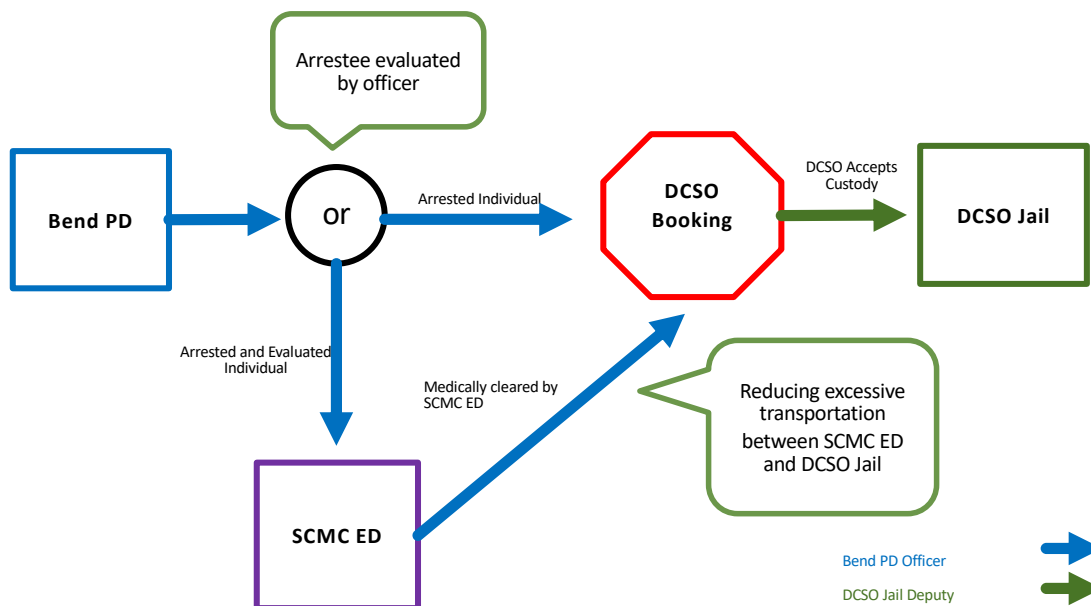 Arrestee evaluated
by officer
Bend PD
or
Arrested Individual
DCSO
Booking
DCSO Accepts
Custody
DCSO Jail
Arrested and Evaluated
Individual
Medically cleared by
SCMC ED
Reducing excessive
transportation
between SCMC ED
and DCSO Jail
SCMC ED
Bend PD Officer
DCSO Jail Deputy